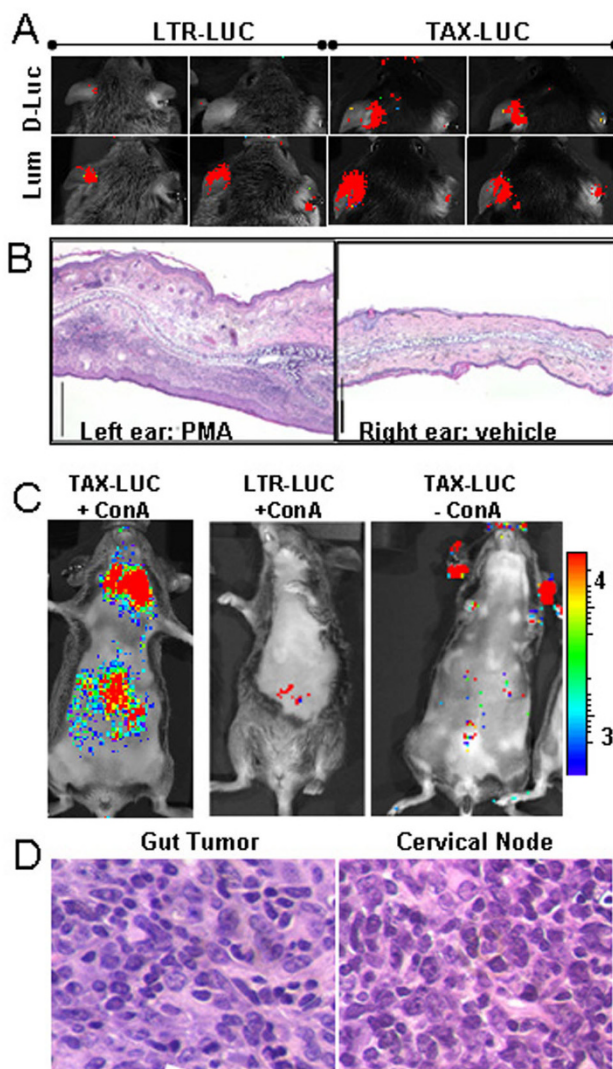 A
LTR-LUC
TAX-LUC
D-Luc
Lum
B
Left ear: PMA
Right ear: vehicle
C
TAX-LUC
+ ConA
LTR-LUC
+ConA
TAX-LUC
- ConA
4
3
D
Gut Tumor
Cervical Node